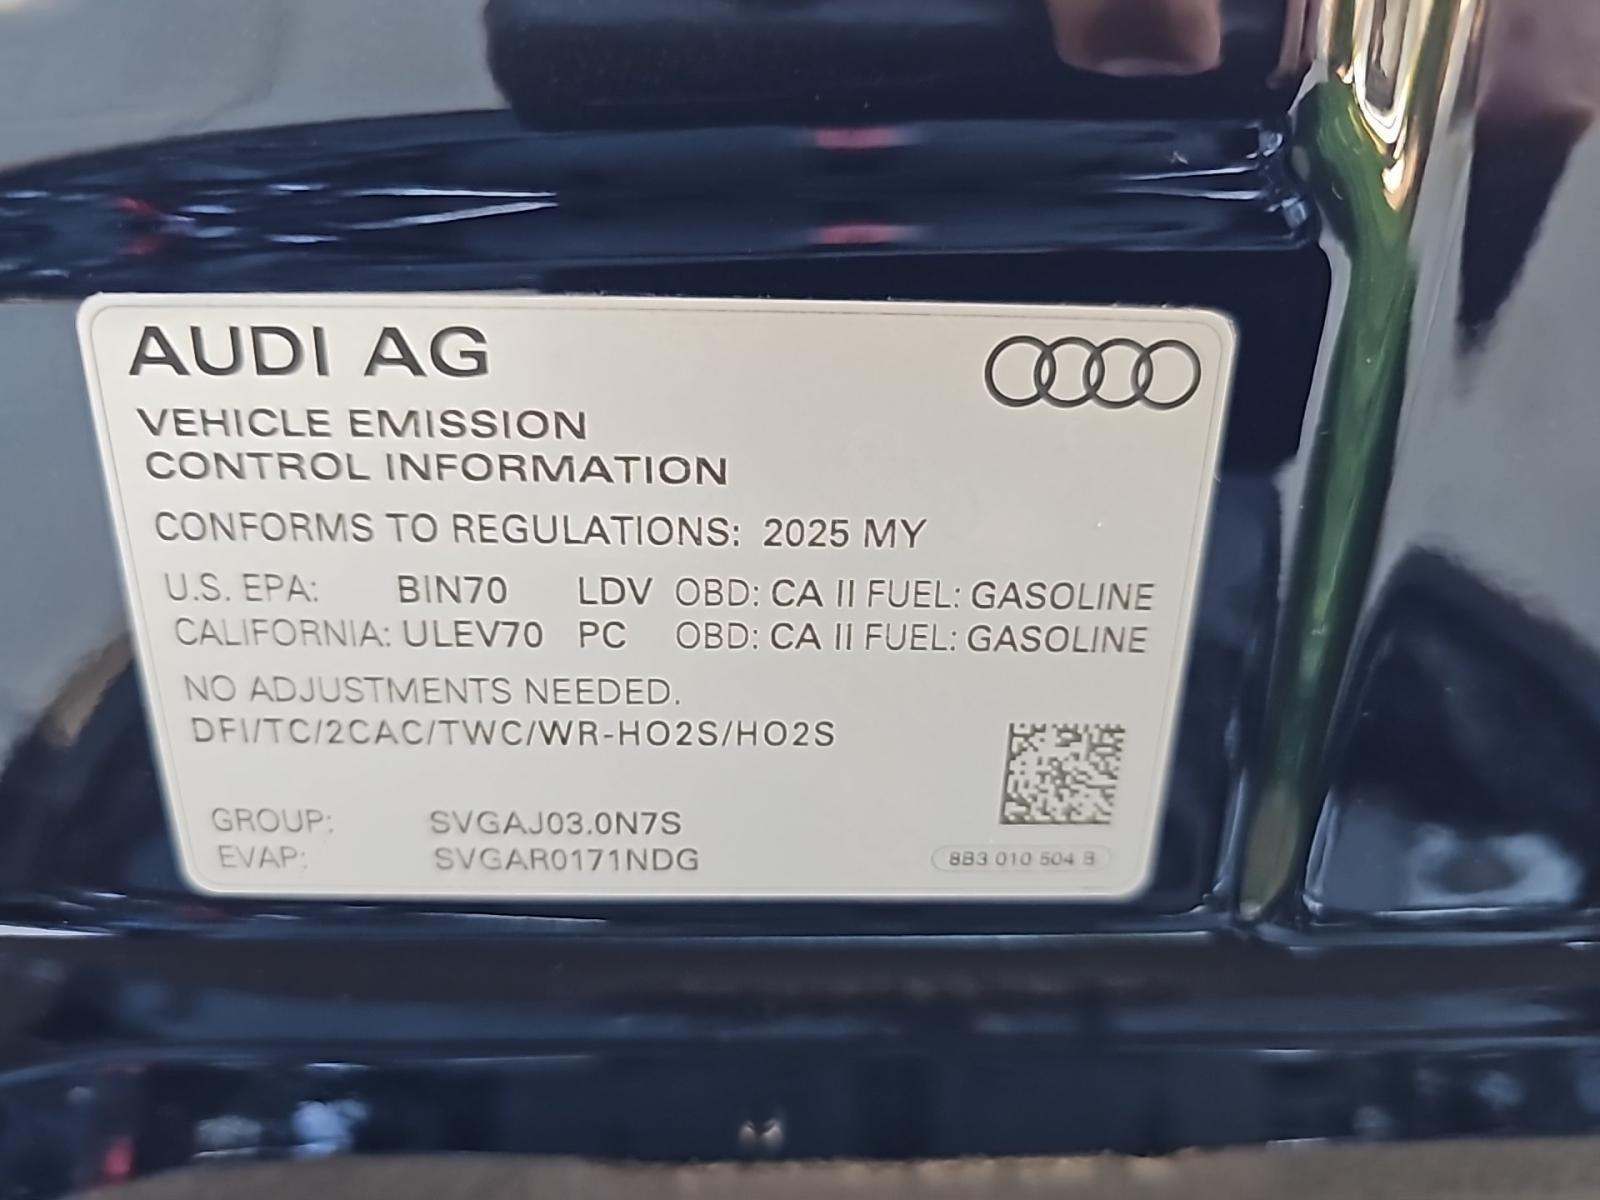 AUDI AG
VEHICLE EMISSION
CONTROL INFORMATION
CONFORMS TO REGULATIONS: 2025 MY
U.S. EPA: BIN70 LDV OBD: CA II FUEL: GASOLINE
CALIFORNIA: ULEV70 PC OBD: CA II FUEL: GASOLINE
NO ADJUSTMENTS NEEDED.
DFI/TC/2CAC/TWC/WR-HO2S/HO2S
GROUP: SVGAJ03.0N7S
EVAP: SVGAR0171NDG
8B3 010 504 B